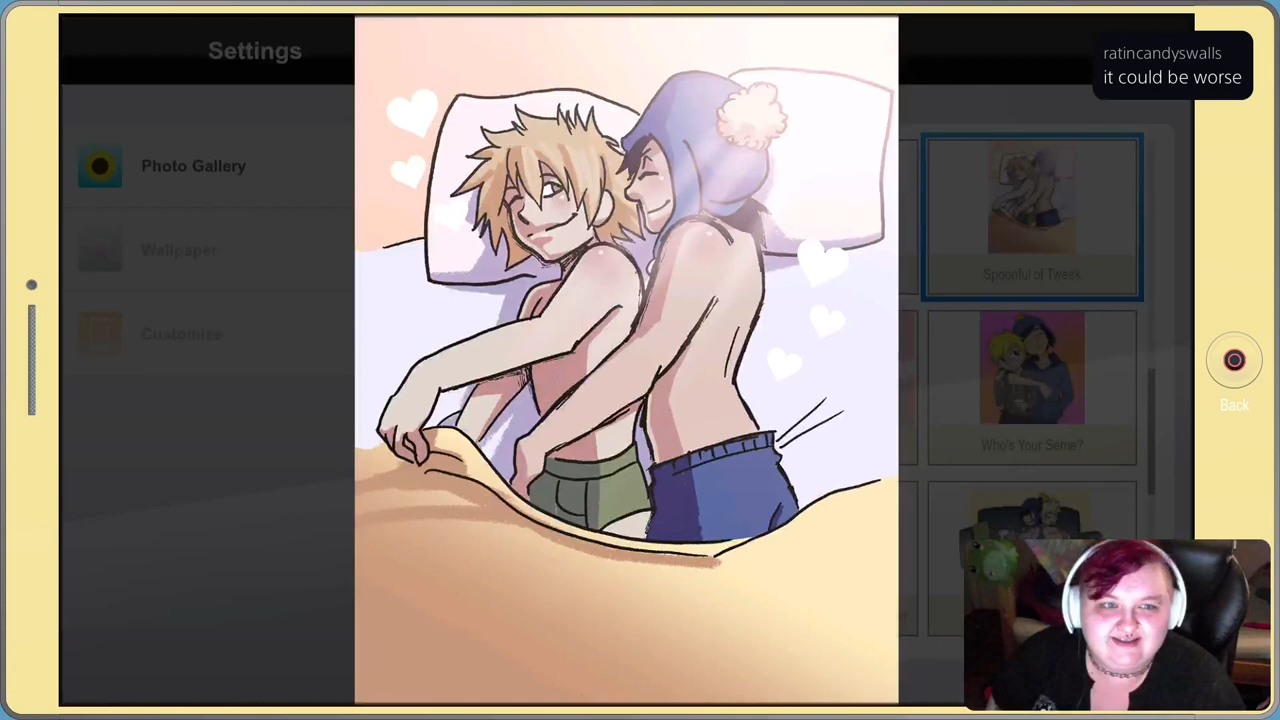 Settings
ratincandyswalls
it could be worse
Photo Gallery
Wallpaper
Customize
Spoonful of Tweek
Who's Your Seme?
Back